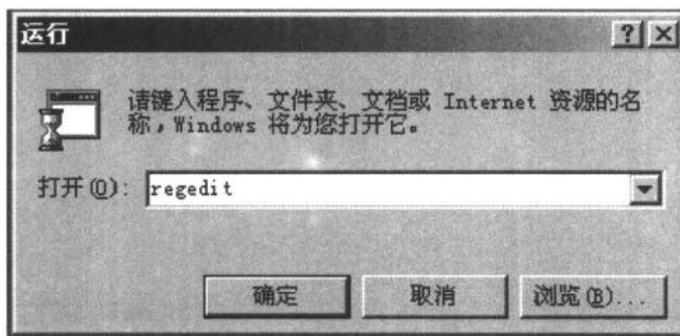 运行
请键入程序、文件夹、文档或 Internet 资源的名
称，Windows 将为您打开它。
打开(O): regedit
确定 取消 浏览(B)...